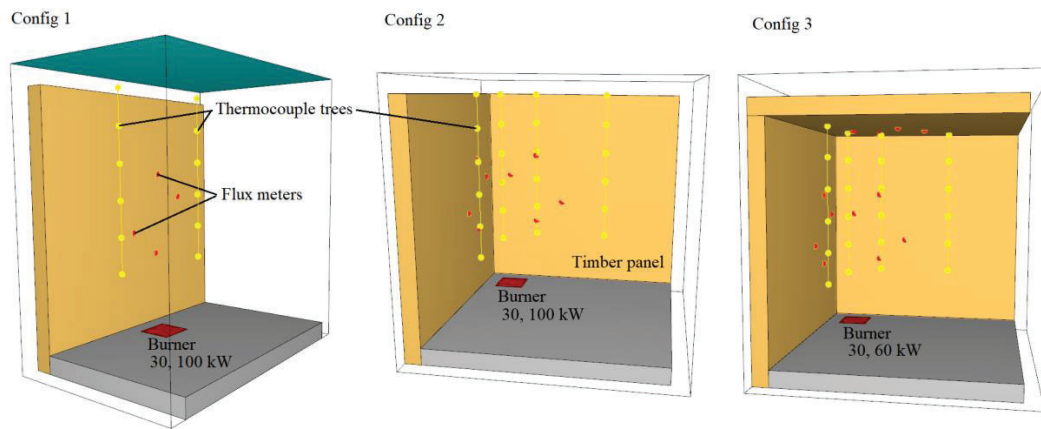 Config 1
Config 2
Config 3
Thermocouple trees
Flux meters
Timber panel
Burner
30, 100 kW
Burner
30, 100 kW
Burner
30, 60 kW